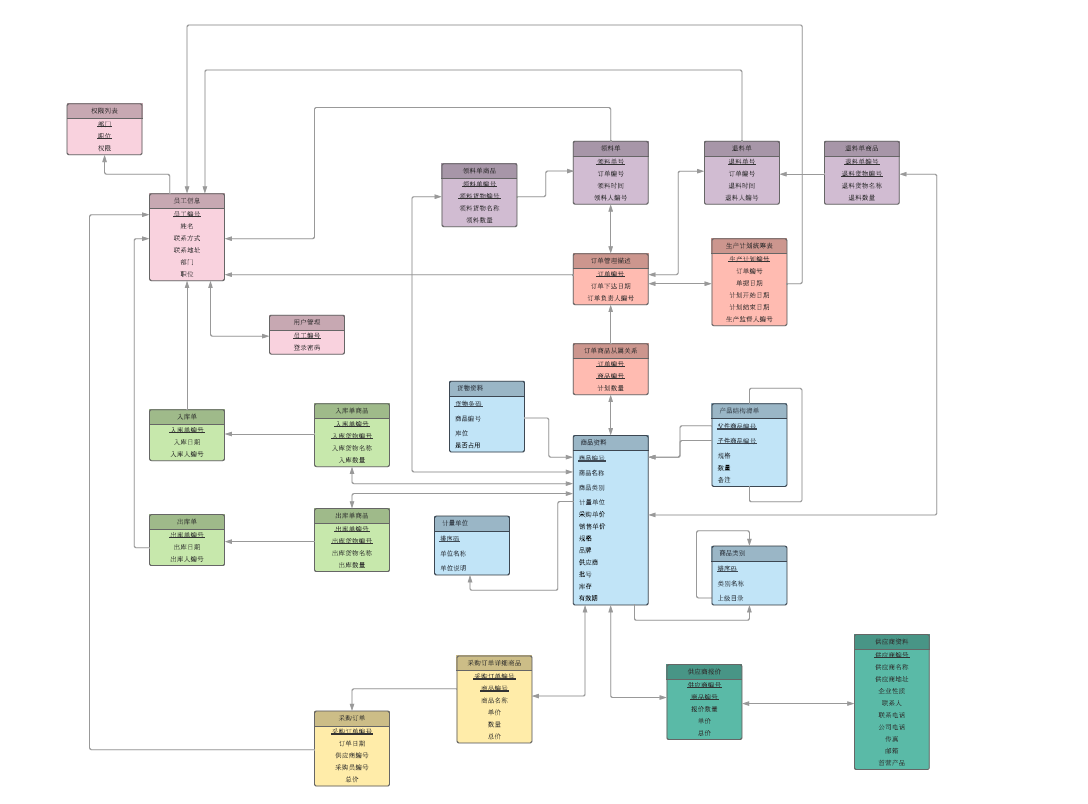 权限列表
部门
职位
权限
员工信息
员工编号
姓名
联系方式
联系地址
部门
职位
用户管理
员工编号
登录密码
领料单商品
领料单编号
领料货物编号
领料货物名称
领料数量
领料单
领料单号
订单编号
领料时间
领料人编号
退料单
退料单号
订单编号
退料时间
退料人编号
退料单商品
退料单编号
退料货物编号
退料货物名称
退料数量
订单管理描述
订单编号
订单下达日期
订单负责人编号
生产计划统筹表
生产计划编号
订单编号
单据日期
计划开始日期
计划结束日期
生产监理人编号
订单商品从属关系
订单编号
商品编号
计划数量
入库单
入库单编号
入库日期
入库人编号
入库单商品
入库单编号
入库货物编号
入库货物名称
入库数量
出库单
出库单编号
出库日期
出库人编号
出库单商品
出库单编号
出库货物编号
出库货物名称
出库数量
货物资料
货物条码
商品编号
库位
是否占用
计量单位
单位名称
单位说明
商品资料
商品编号
商品名称
商品类别
计量单位
采购单价
销售单价
规格
品牌
供应商
批号
库存
有效期
产品结构清单
父件商品编号
子件商品编号
规格
数量
备注
商品类别
类别名称
上级目录
采购订单详细商品
采购订单编号
商品编号
商品名称
单价
数量
总价
采购订单
采购订单编号
订单日期
供应商编号
采购员编号
总价
供应商报价
供应商编号
商品编号
报价数量
单价
总价
供应商资料
供应商编号
供应商名称
供应商地址
企业性质
联系人
联系电话
公司电话
传真
邮箱
首营产品